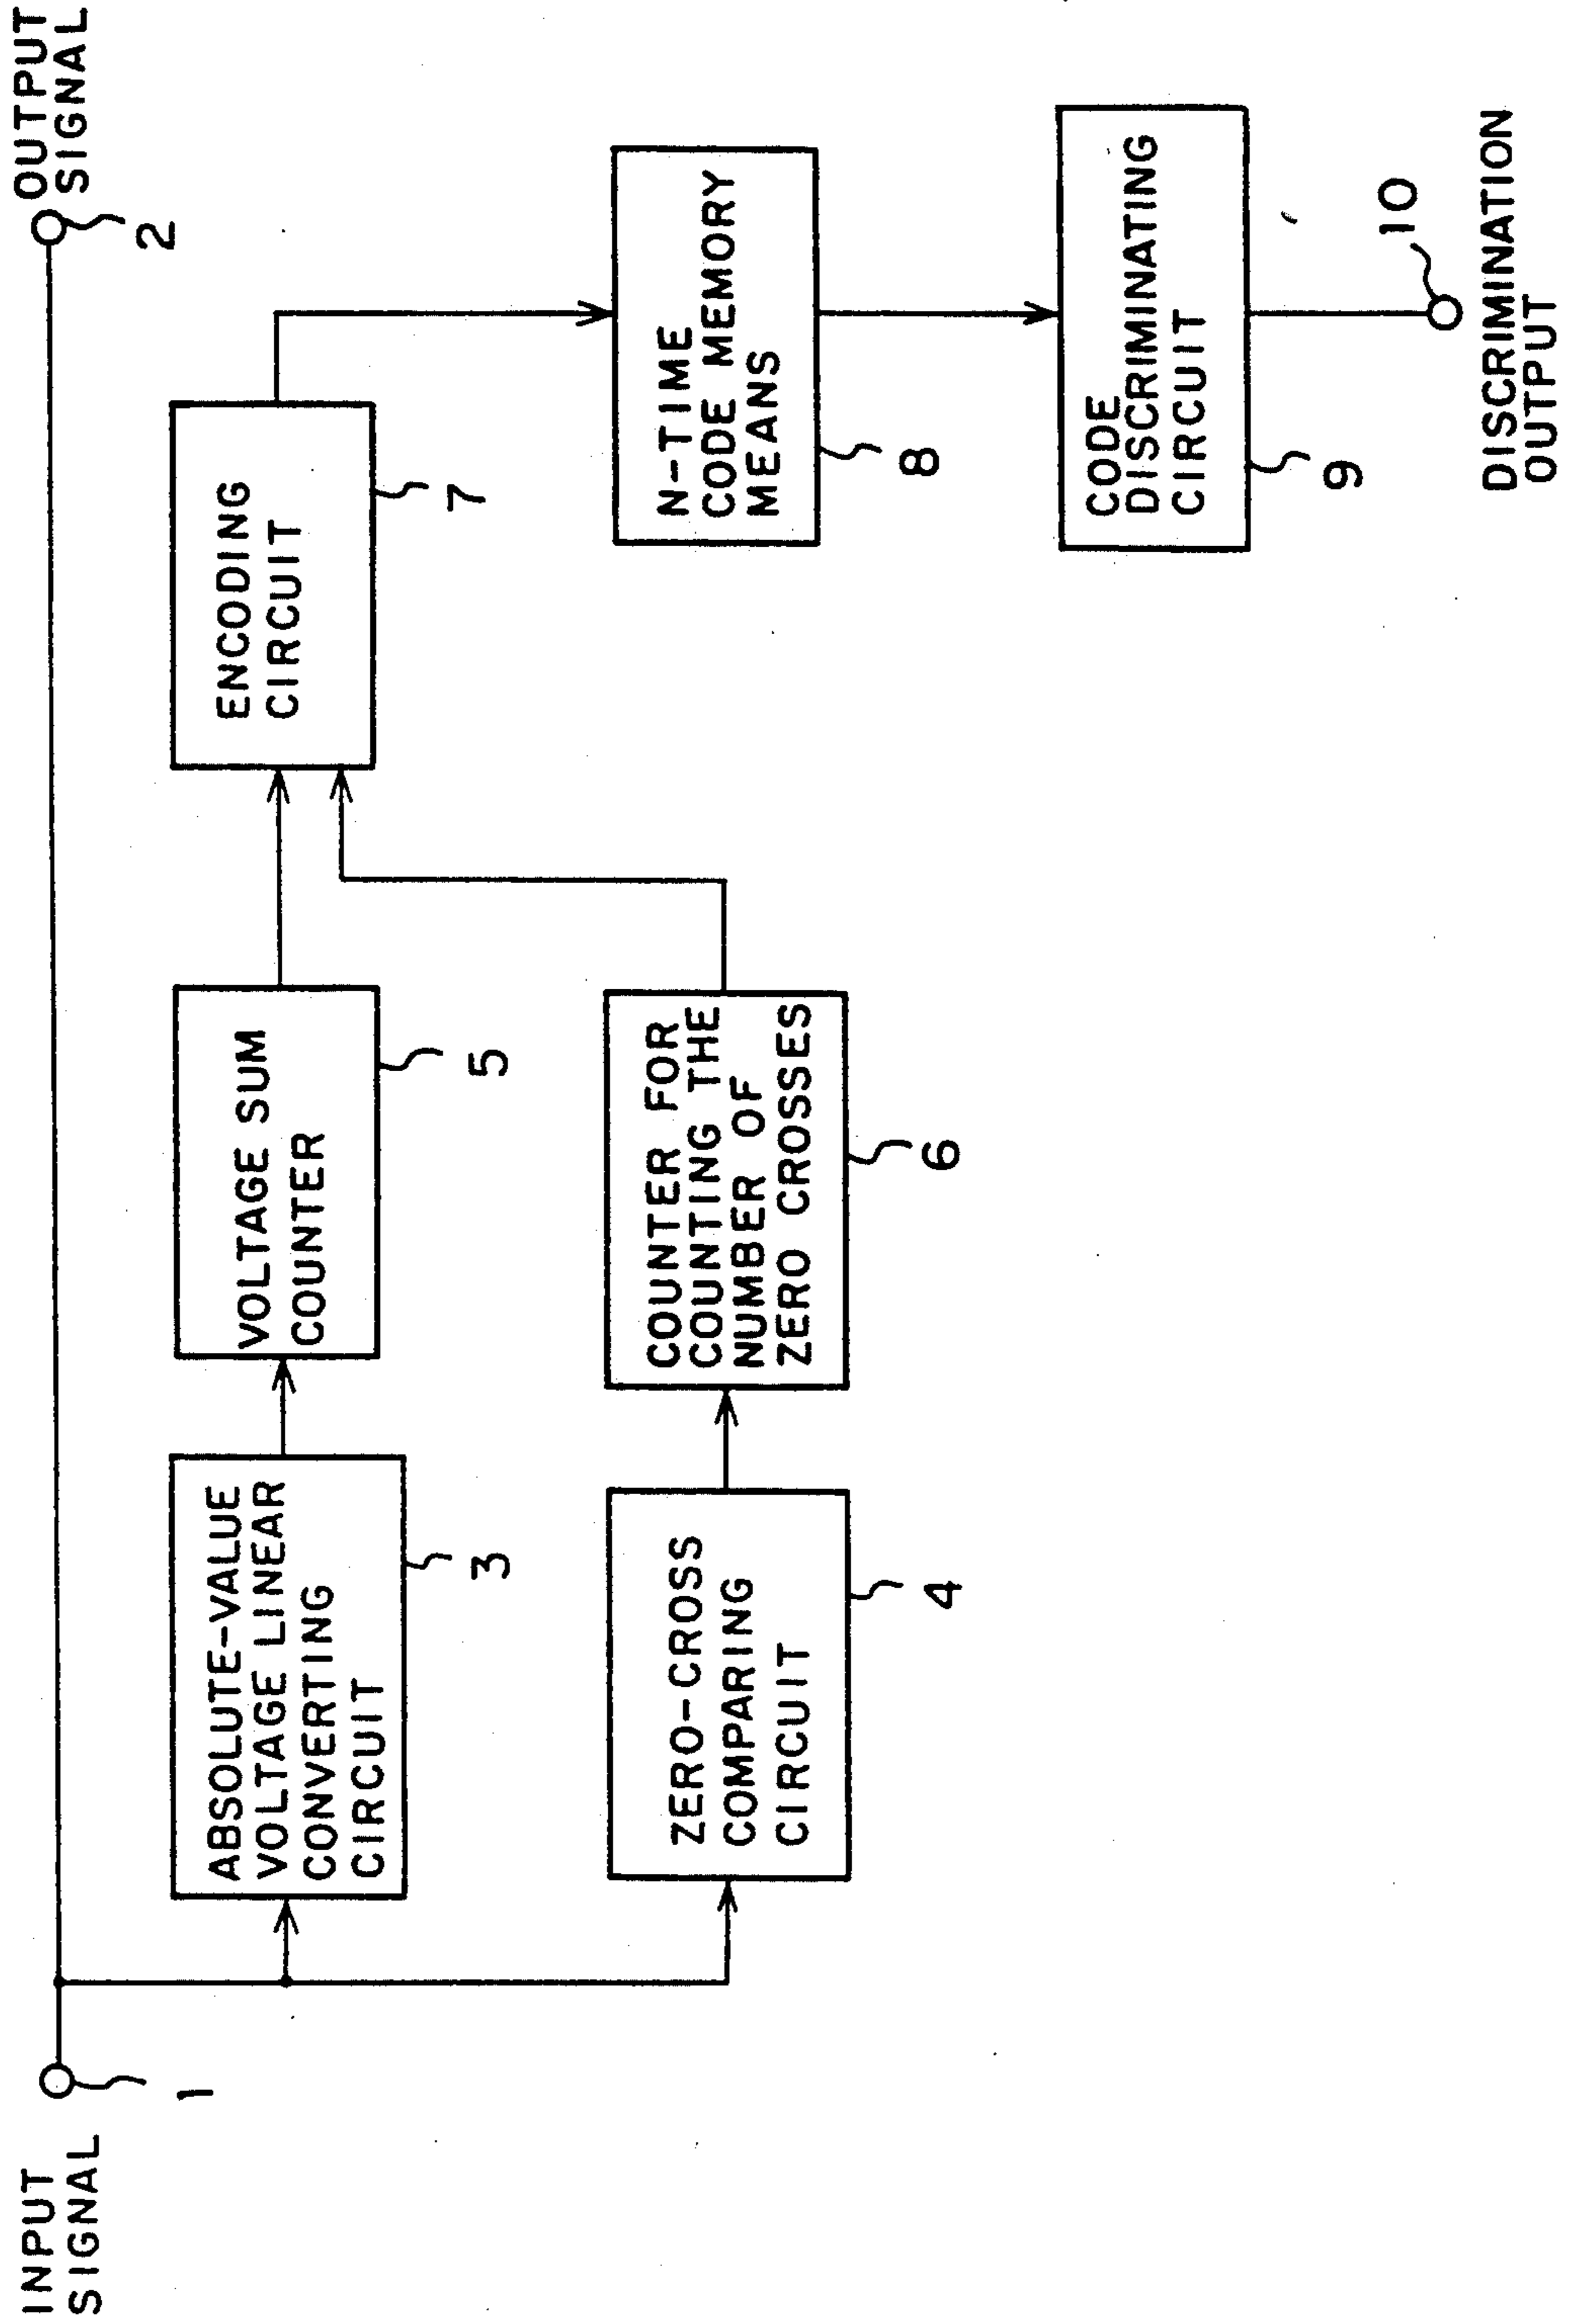 INPUT
SIGNAL
1
OUTPUT
SIGNAL
2
ABSOLUTE-VALUE
VOLTAGE LINEAR
CONVERTING
CIRCUIT
3
VOLTAGE SUM
COUNTER
5
ENCODING
CIRCUIT
7
ZERO-CROSS
COMPARING
CIRCUIT
4
COUNTER FOR
COUNTING THE
NUMBER OF
ZERO CROSSES
6
N-TIME
CODE MEMORY
MEANS
8
CODE
DISCRIMINATING
CIRCUIT
9
10
DISCRIMINATION
OUTPUT